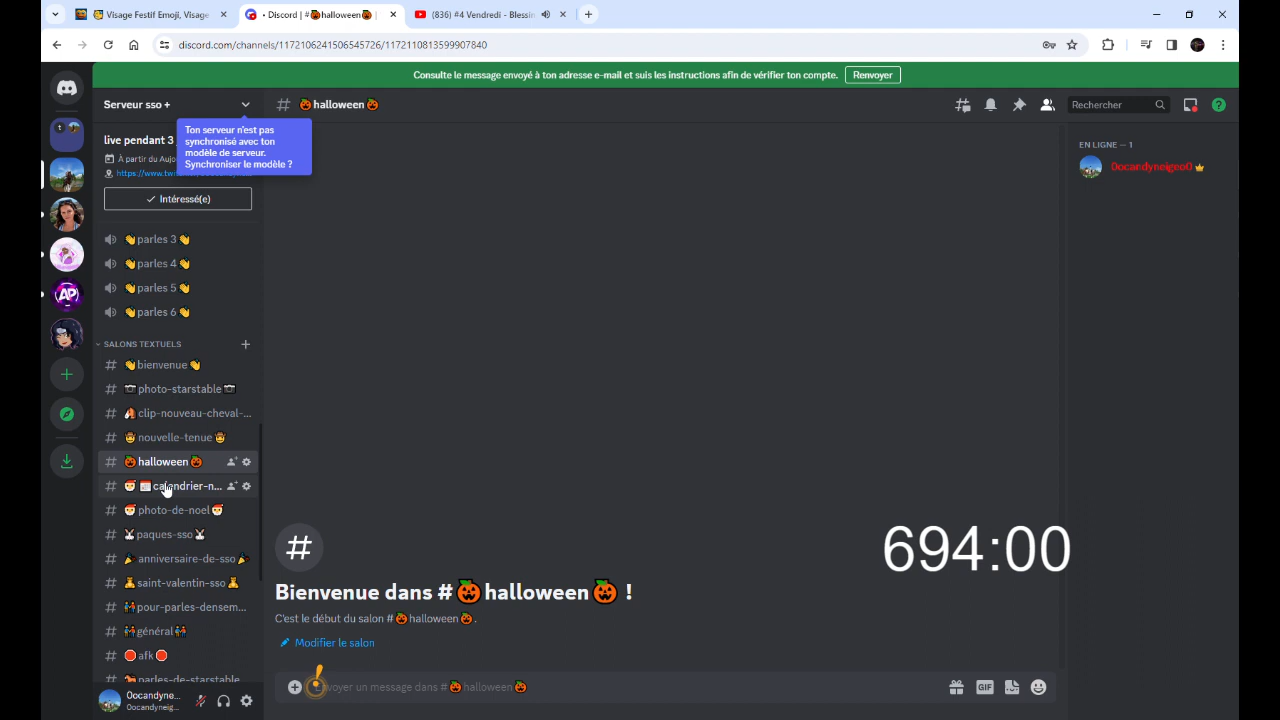 Visage Festif Emoji, Visage
• Discord | #🎃halloween🎃 |
(836) #4 Vendredi - Blessin
discord.com/channels/1172106241506545726/1172110813599907840
Consulte le message envoyé à ton adresse e-mail et suis les instructions afin de vérifier ton compte. Renvoyer
Serveur sso +
🎃halloween🎃
Rechercher
Ton serveur n'est pas
synchronisé avec ton
modèle de serveur.
Synchroniser le modèle ?
live pendant 3
À partir du Aujo
https://www.tw
Intéressé(e)
👏parles 3👏
👏parles 4👏
👏parles 5👏
👏parles 6👏
SALONS TEXTUELS
👏bienvenue👏
📷photo-starstable📷
clip-nouveau-cheval-...
🤠nouvelle-tenue🤠
🎃halloween🎃
🎅📅calendrier-n...
🎅photo-de-noel🎅
🐰paques-sso🐰
🎉anniversaire-de-sso🎉
🧸saint-valentin-sso🧸
👬pour-parles-densem...
👬général👬
🛑afk🛑
parles-de-starstable
0ocandyne...
0ocandyneig...
EN LIGNE — 1
0ocandyneigeo0
694:00
Bienvenue dans #🎃halloween🎃 !
C'est le début du salon #🎃halloween🎃.
Modifier le salon
Envoyer un message dans #🎃halloween🎃
GIF
AP